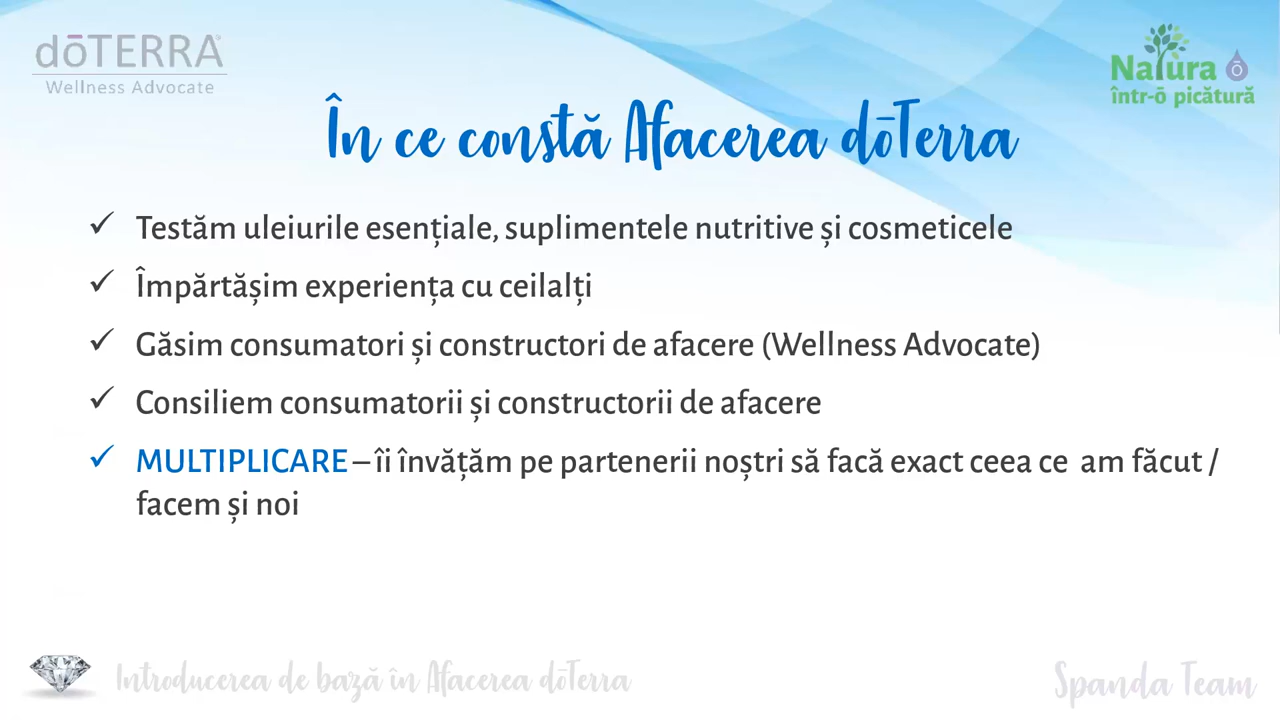 dōTERRA®
Wellness Advocate
Natura ō
într-ō picătură
În ce constă Afacerea dōTerra
✓ Testăm uleiurile esențiale, suplimentele nutritive și cosmeticele
✓ Împărtășim experiența cu ceilalți
✓ Găsim consumatori și constructori de afacere (Wellness Advocate)
✓ Consiliem consumatorii și constructorii de afacere
✓ MULTIPLICARE – îi învățăm pe partenerii noștri să facă exact ceea ce am făcut /
facem și noi
Introducerea de bază în Afacerea dōTerra
Spanda Team